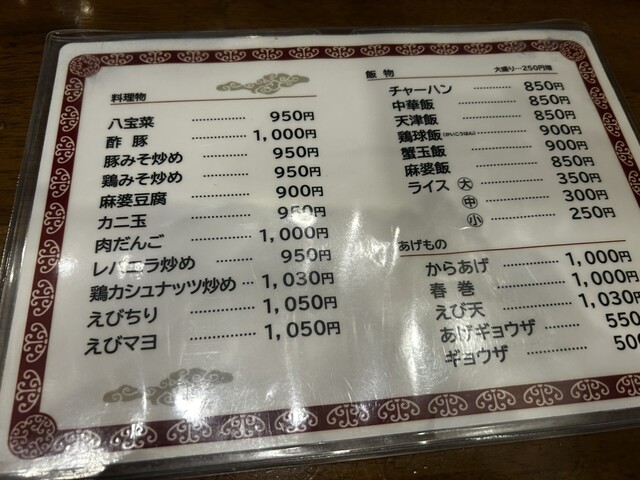 料理物
八宝菜 ………… 950円
酢豚 ………… 1,000円
豚みそ炒め ………… 950円
鶏みそ炒め ………… 950円
麻婆豆腐 ………… 900円
カニ玉 ………… 950円
肉だんご ………… 1,000円
レバニラ炒め ………… 950円
鶏カシュナッツ炒め … 1,030円
えびちり ………… 1,050円
えびマヨ ………… 1,050円
飯物 大盛り…250円増
チャーハン ………… 850円
中華飯 ………… 850円
天津飯 ………… 850円
鶏球飯(かいこうはん) ………… 900円
蟹玉飯 ………… 900円
麻婆飯 ………… 850円
ライス 大 ………… 350円
中 ………… 300円
小 ………… 250円
あげもの
からあげ ………… 1,000円
春巻 ………… 1,000円
えび天 ………… 1,030円
あげギョウザ ………… 550
ギョウザ ………… 500